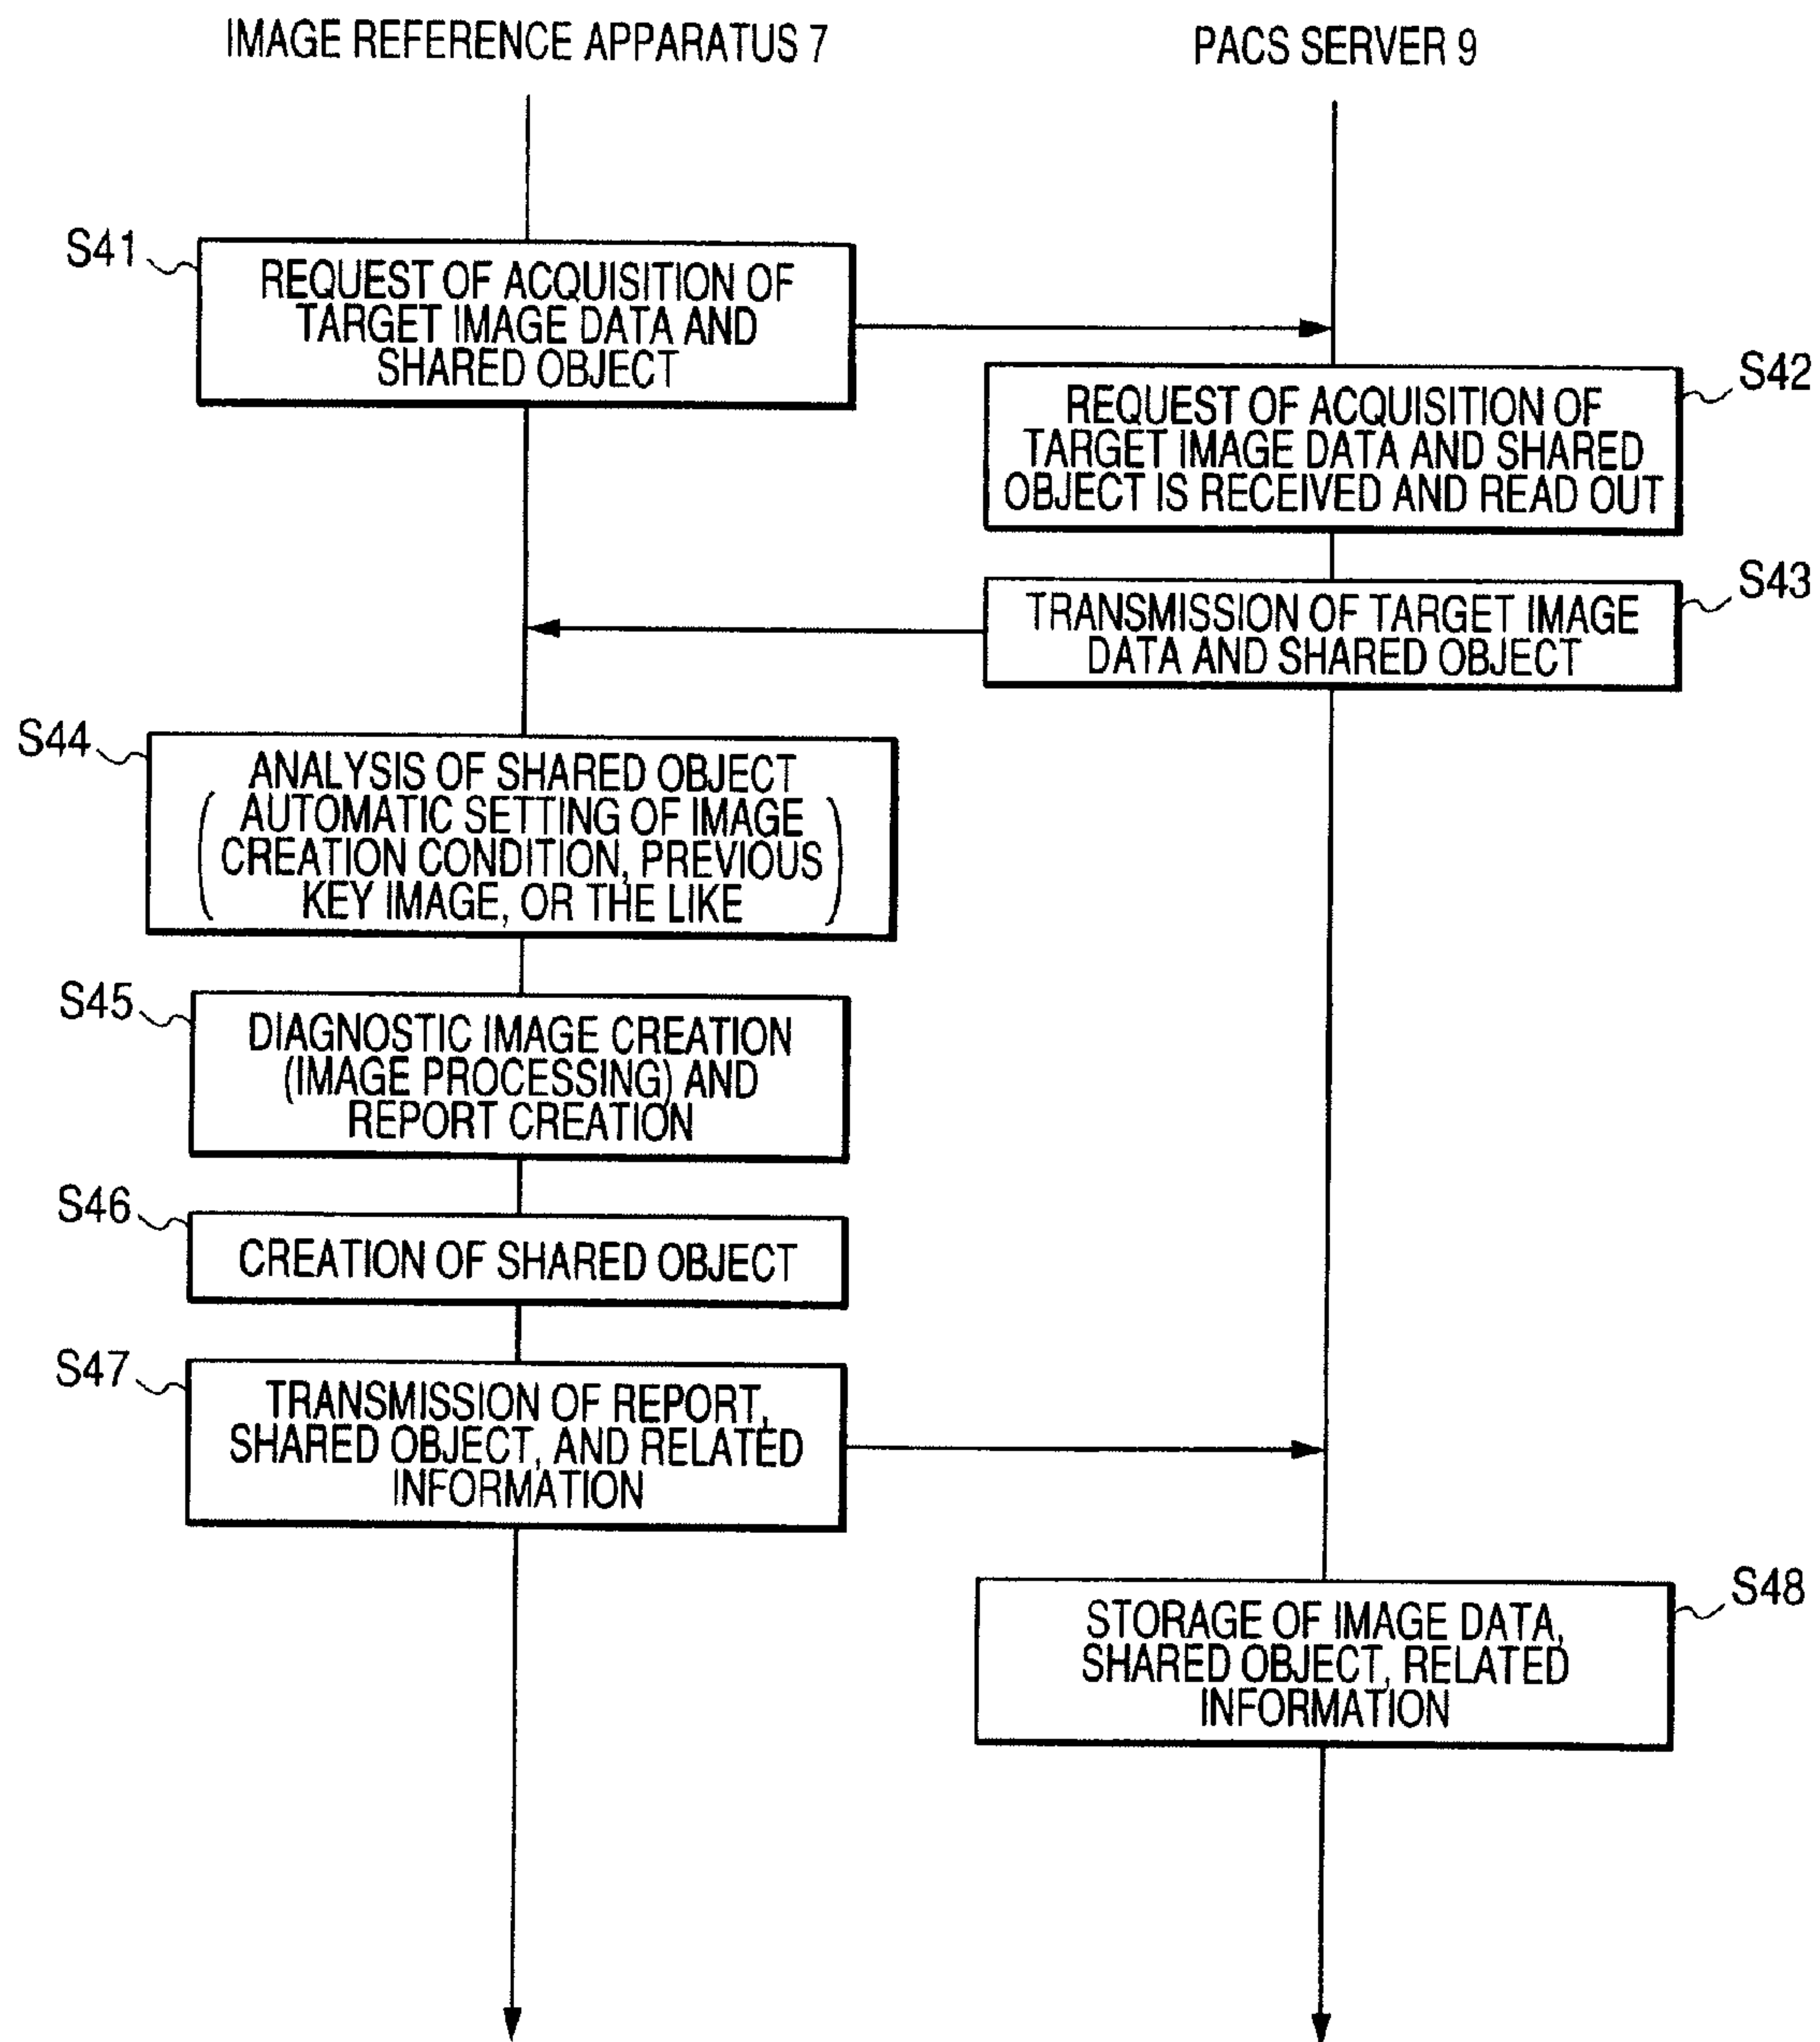 IMAGE REFERENCE APPARATUS 7
PACS SERVER 9
S41
REQUEST OF ACQUISITION OF
TARGET IMAGE DATA AND
SHARED OBJECT
S42
REQUEST OF ACQUISITION OF
TARGET IMAGE DATA AND SHARED
OBJECT IS RECEIVED AND READ OUT
S43
TRANSMISSION OF TARGET IMAGE
DATA AND SHARED OBJECT
S44
ANALYSIS OF SHARED OBJECT
(AUTOMATIC SETTING OF IMAGE
CREATION CONDITION, PREVIOUS
KEY IMAGE, OR THE LIKE)
S45
DIAGNOSTIC IMAGE CREATION
(IMAGE PROCESSING) AND
REPORT CREATION
S46
CREATION OF SHARED OBJECT
S47
TRANSMISSION OF REPORT,
SHARED OBJECT, AND RELATED
INFORMATION
S48
STORAGE OF IMAGE DATA,
SHARED OBJECT, RELATED
INFORMATION